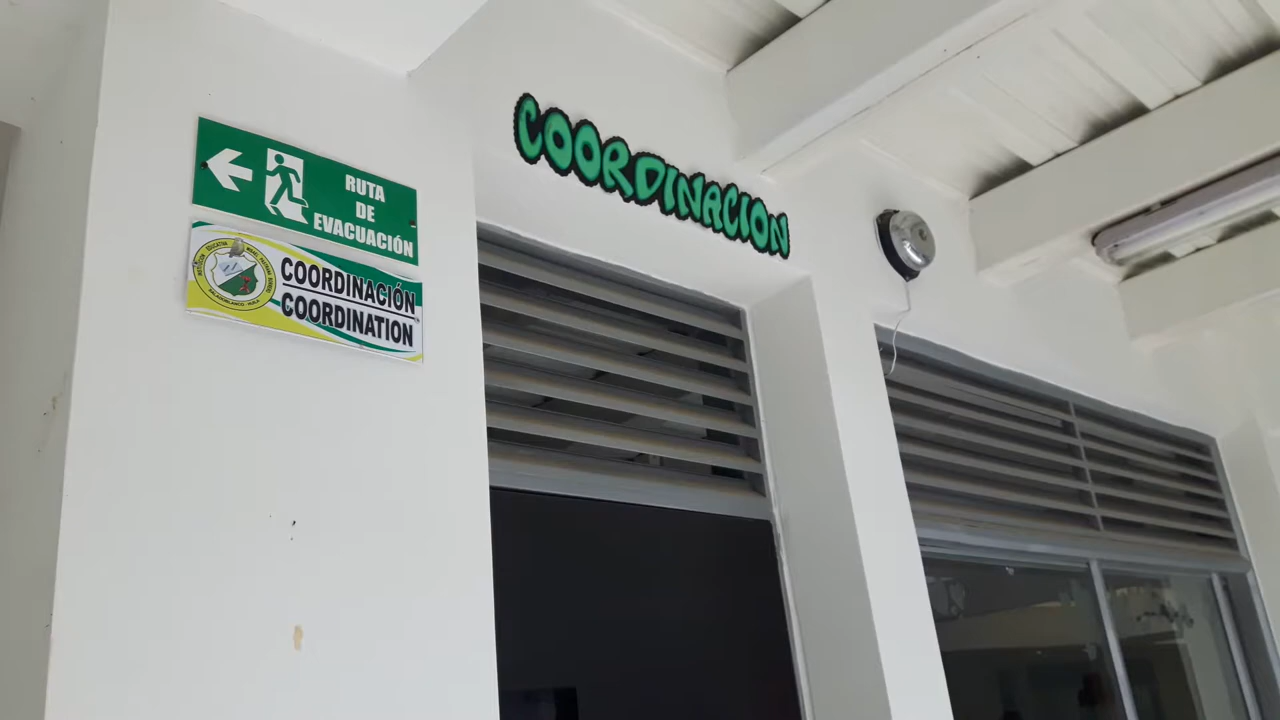 RUTA
DE
EVACUACIÓN
COORDINACIÓN
COORDINATION
COORDINACION